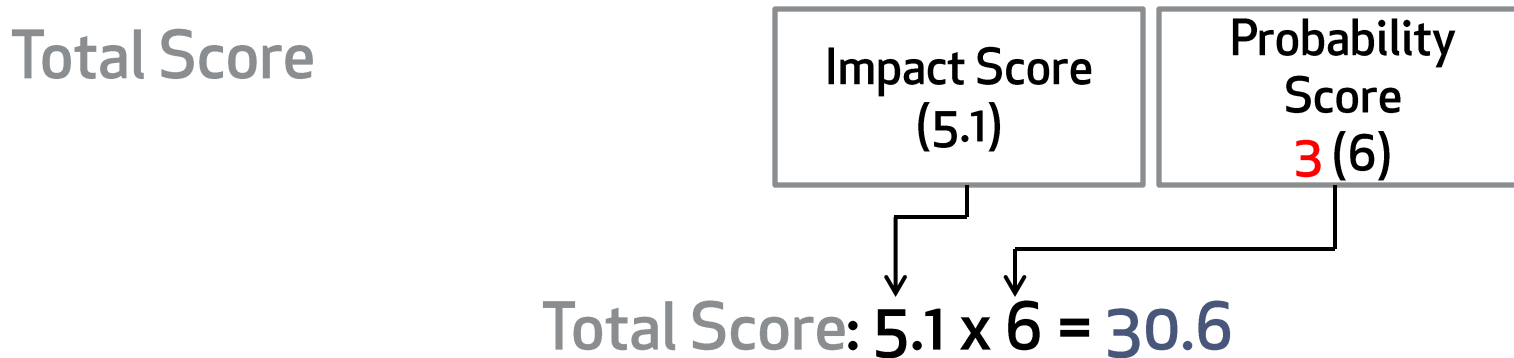 Total Score
Impact Score
(5.1)
Probability
Score
3 (6)
Total Score: 5.1 x 6 = 30.6